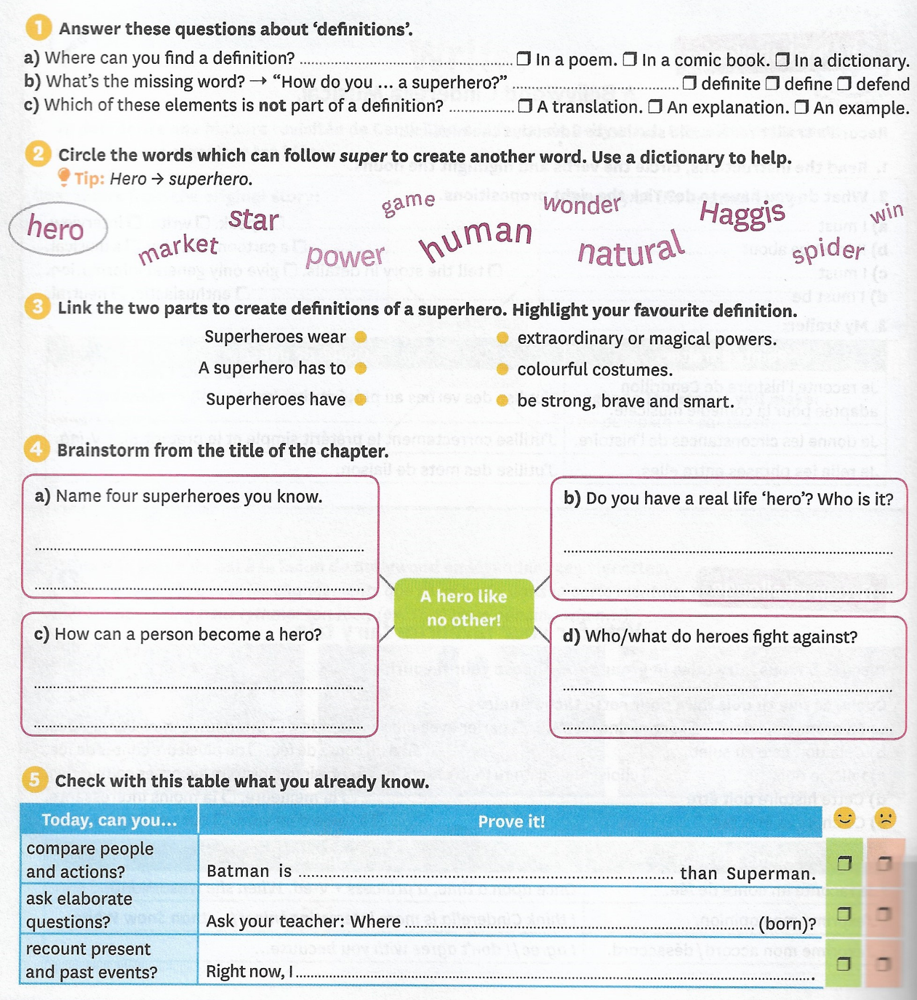 1 Answer these questions about ‘definitions’.
a) Where can you find a definition? ........ ❒ In a poem. ❒ In a comic book. ❒ In a dictionary.
b) What’s the missing word? → “How do you ... a superhero?” ........ ❒ definite ❒ define ❒ defend
c) Which of these elements is not part of a definition? ........ ❒ A translation. ❒ An explanation. ❒ An example.
2 Circle the words which can follow super to create another word. Use a dictionary to help.
Tip: Hero → superhero.
hero
star
market
game
power
human
wonder
natural
Haggis
spider
win
3 Link the two parts to create definitions of a superhero. Highlight your favourite definition.
Superheroes wear
extraordinary or magical powers.
A superhero has to
colourful costumes.
Superheroes have
be strong, brave and smart.
4 Brainstorm from the title of the chapter.
a) Name four superheroes you know.
b) Do you have a real life ‘hero’? Who is it?
A hero like
no other!
c) How can a person become a hero?
d) Who/what do heroes fight against?
5 Check with this table what you already know.
Today, can you...
Prove it!
compare people
and actions?
Batman is ........ than Superman.
ask elaborate
questions?
Ask your teacher: Where ........ (born)?
recount present
and past events?
Right now, I ........ .